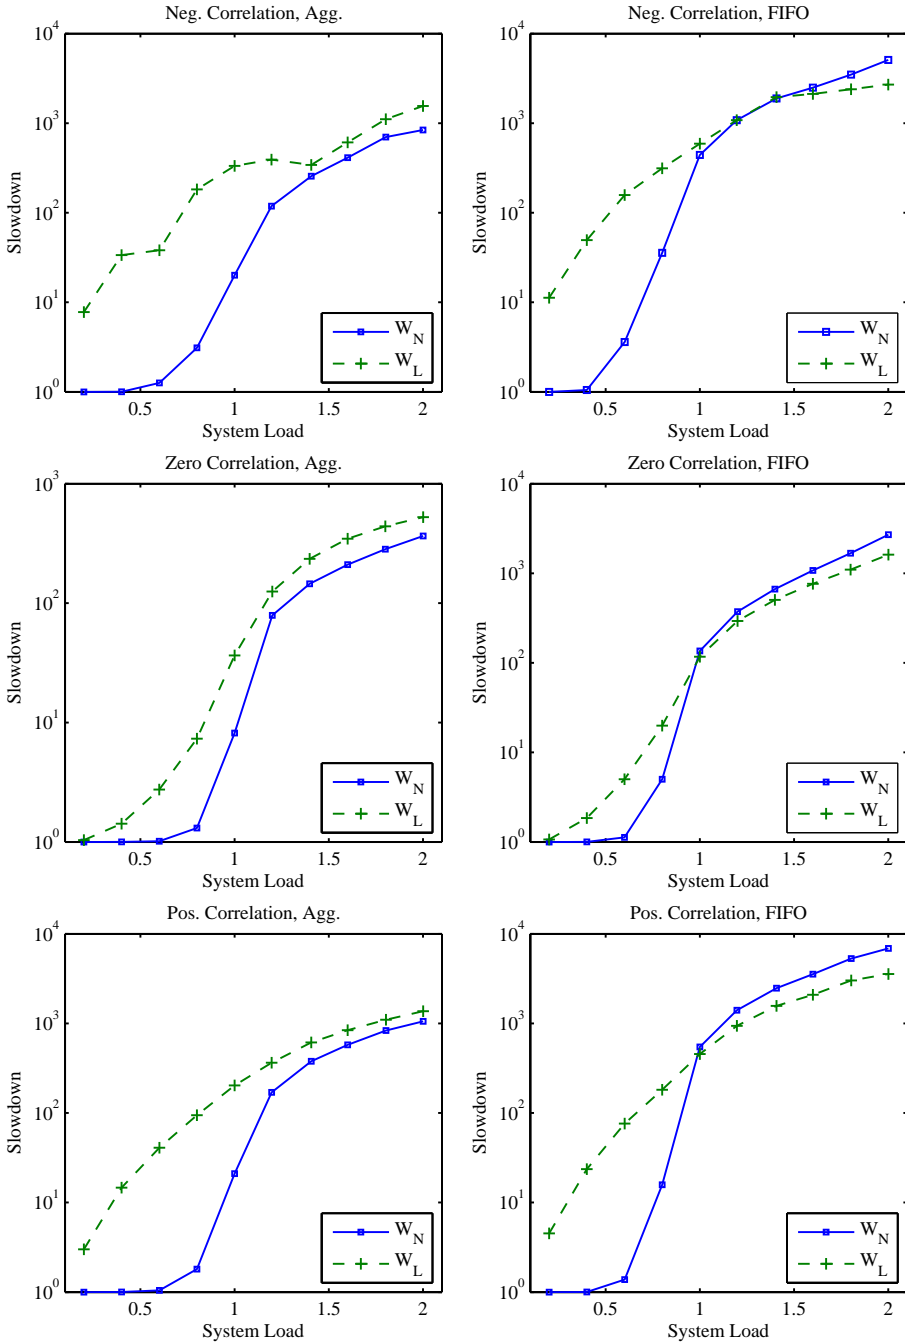 Neg. Correlation, Agg.
10^4
10^3
10^2
10^1
10^0
Slowdown
0.5 1 1.5 2
System Load
W_N
W_L
Neg. Correlation, FIFO
10^4
10^3
10^2
10^1
10^0
Slowdown
0.5 1 1.5 2
System Load
W_N
W_L
Zero Correlation, Agg.
10^3
10^2
10^1
10^0
Slowdown
0.5 1 1.5 2
System Load
W_N
W_L
Zero Correlation, FIFO
10^4
10^3
10^2
10^1
10^0
Slowdown
0.5 1 1.5 2
System Load
W_N
W_L
Pos. Correlation, Agg.
10^4
10^3
10^2
10^1
10^0
Slowdown
0.5 1 1.5 2
System Load
W_N
W_L
Pos. Correlation, FIFO
10^4
10^3
10^2
10^1
10^0
Slowdown
0.5 1 1.5 2
System Load
W_N
W_L